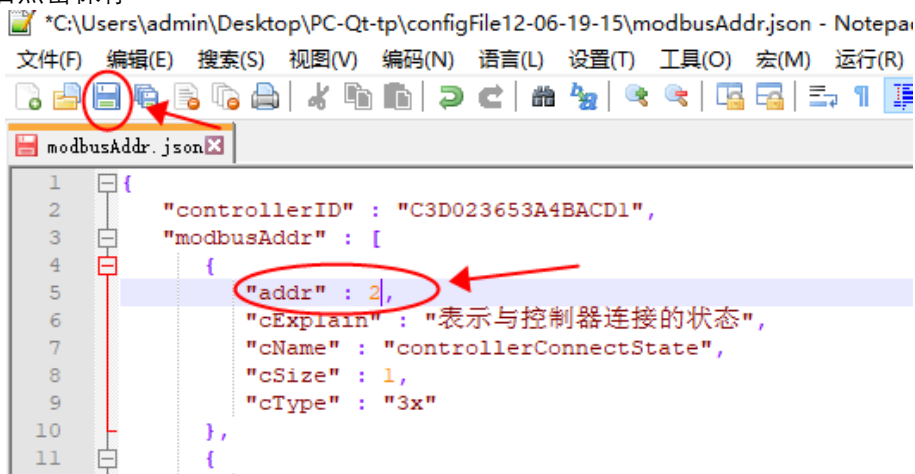 *C:\Users\admin\Desktop\PC-Qt-tp\configFile12-06-19-15\modbusAddr.json - Notepa
文件(F) 编辑(E) 搜索(S) 视图(V) 编码(N) 语言(L) 设置(T) 工具(O) 宏(M) 运行(R)
modbusAddr.json
1 {
2 "controllerID" : "C3D023653A4BACD1",
3 "modbusAddr" : [
4 {
5 "addr" : 2,
6 "cExplain" : "表示与控制器连接的状态",
7 "cName" : "controllerConnectState",
8 "cSize" : 1,
9 "cType" : "3x"
10 },
11 {